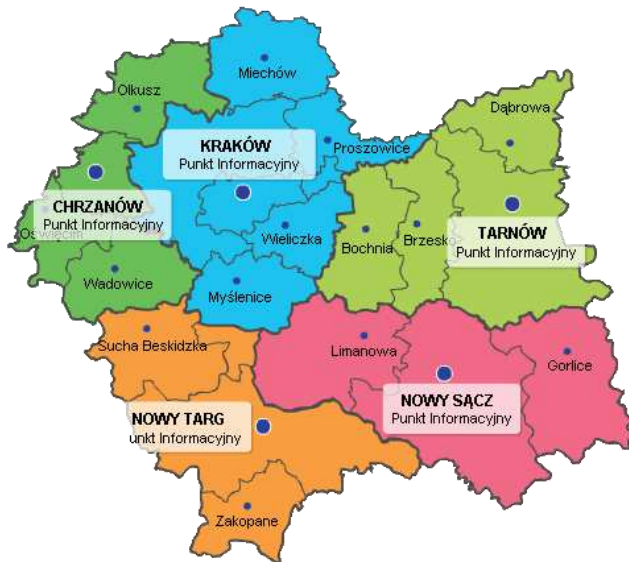 Miechów
Olkusz
Dąbrowa
KRAKÓW
Punkt Informacyjny
Proszowice
CHRZANÓW
Punkt Informacyjny
Oświęcim
Wieliczka
Bochnia
Brzesko
TARNÓW
Punkt Informacyjny
Wadowice
Myślenice
Sucha Beskidzka
Limanowa
Gorlice
NOWY TARG
unkt Informacyjny
NOWY SĄCZ
Punkt Informacyjny
Zakopane